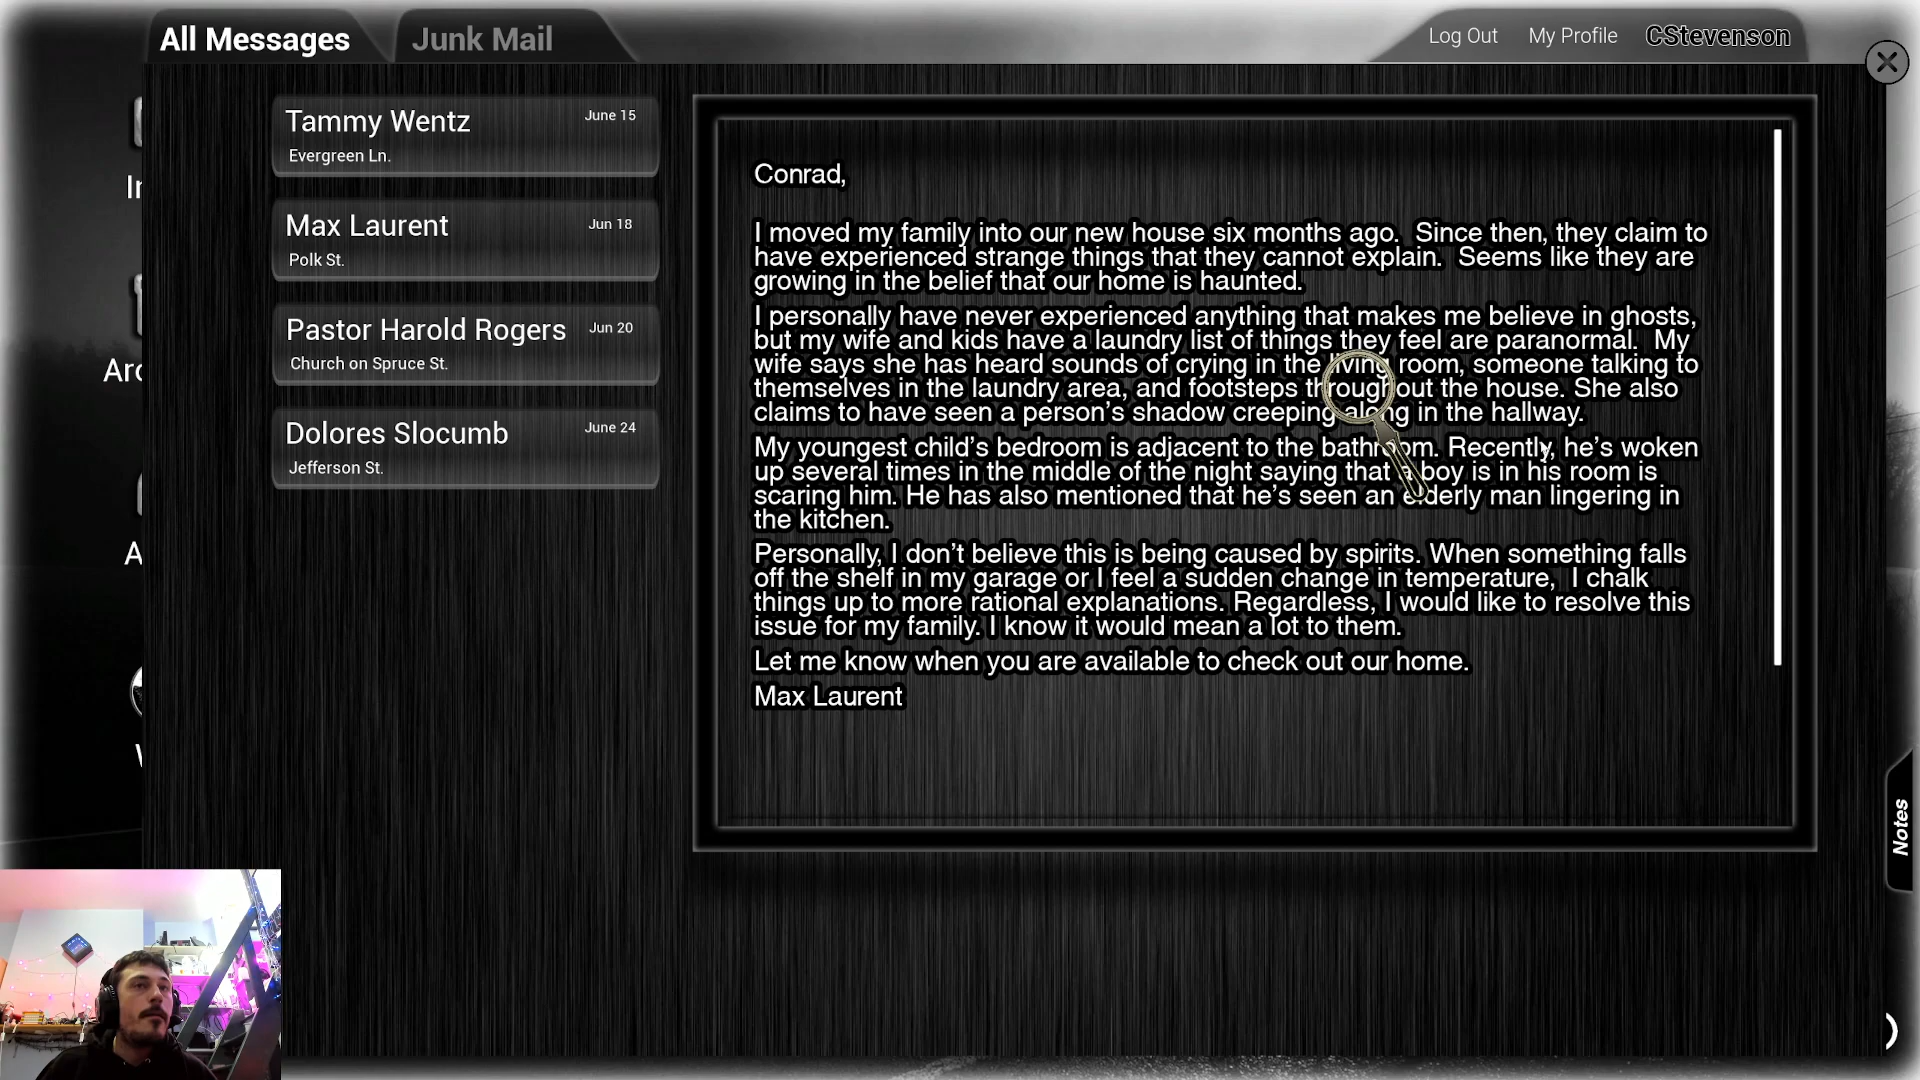 All Messages
Junk Mail
Log Out
My Profile
CStevenson
Tammy Wentz
June 15
Evergreen Ln.
Max Laurent
Jun 18
Polk St.
Pastor Harold Rogers
Jun 20
Church on Spruce St.
Dolores Slocumb
June 24
Jefferson St.
Conrad,
I moved my family into our new house six months ago.  Since then, they claim to
have experienced strange things that they cannot explain.  Seems like they are
growing in the belief that our home is haunted.
I personally have never experienced anything that makes me believe in ghosts,
but my wife and kids have a laundry list of things they feel are paranormal.  My
wife says she has heard sounds of crying in the living room, someone talking to
themselves in the laundry area, and footsteps throughout the house. She also
claims to have seen a person's shadow creeping along in the hallway.
My youngest child's bedroom is adjacent to the bathroom. Recently, he's woken
up several times in the middle of the night saying that a boy is in his room is
scaring him. He has also mentioned that he's seen an elderly man lingering in
the kitchen.
Personally, I don't believe this is being caused by spirits. When something falls
off the shelf in my garage or I feel a sudden change in temperature,  I chalk
things up to more rational explanations. Regardless, I would like to resolve this
issue for my family. I know it would mean a lot to them.
Let me know when you are available to check out our home.
Max Laurent
Notes